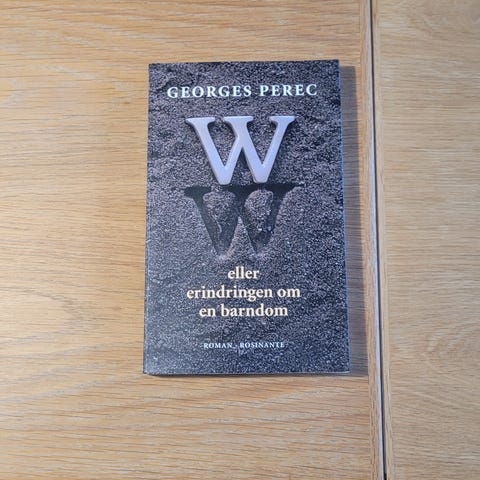 GEORGES PEREC
W
W
eller
erindringen om
en barndom
ROMAN · ROSINANTE